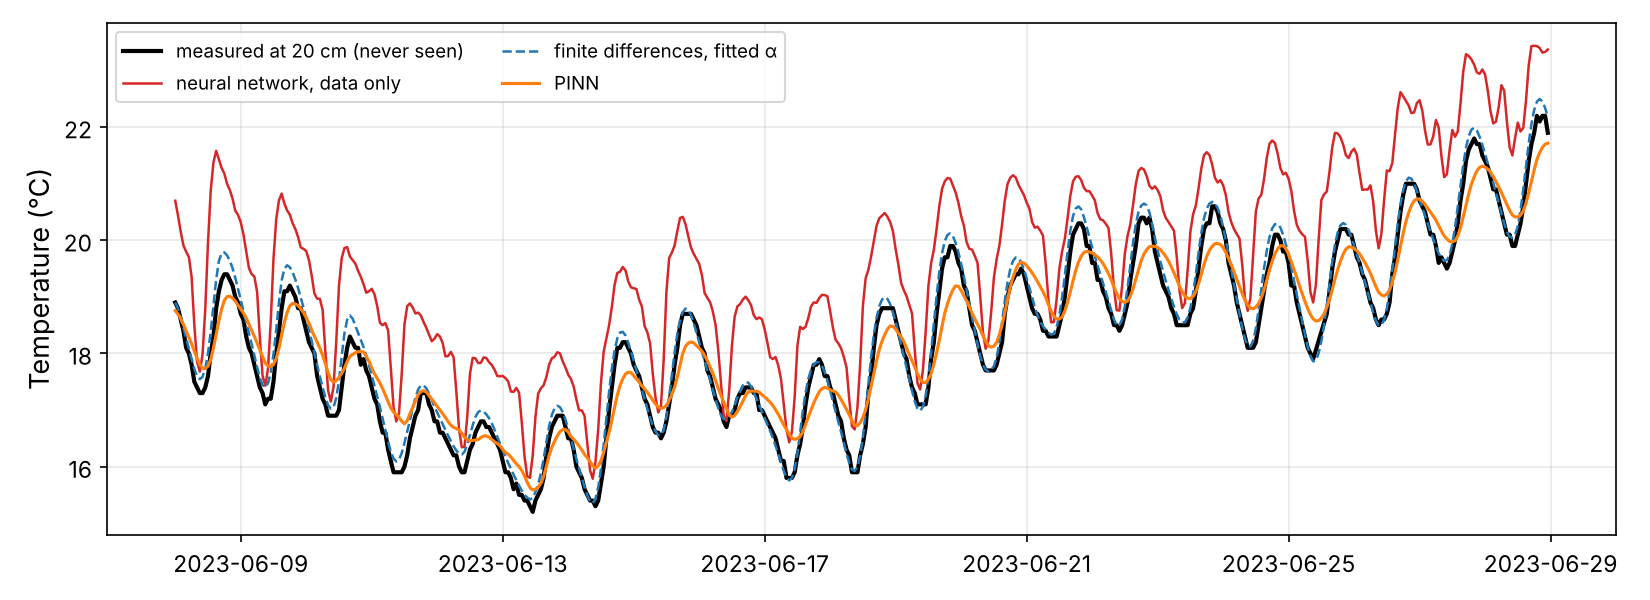 measured at 20 cm (never seen)
neural network, data only
finite differences, fitted α
PINN
Temperature (°C)
22
20
18
16
2023-06-09
2023-06-13
2023-06-17
2023-06-21
2023-06-25
2023-06-29